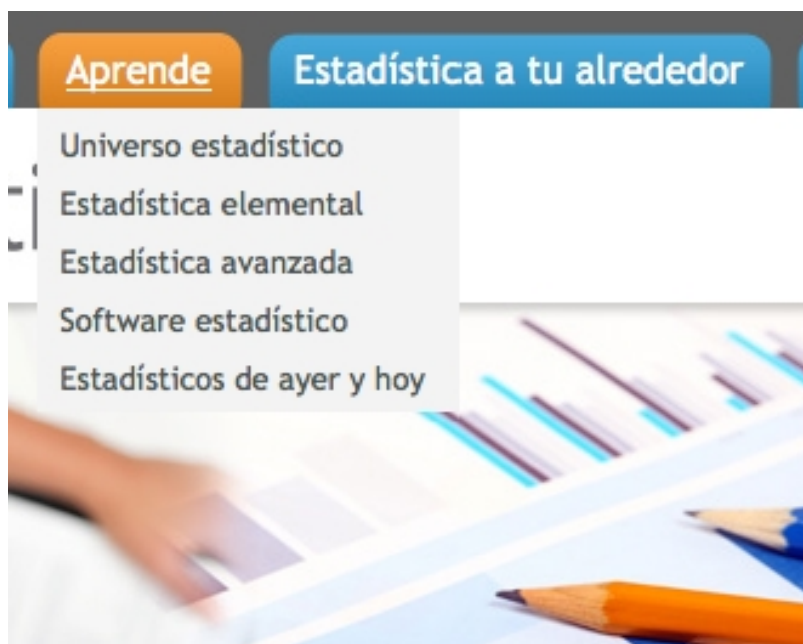 Aprende
Estadística a tu alrededor
Universo estadístico
Estadística elemental
Estadística avanzada
Software estadístico
Estadísticos de ayer y hoy